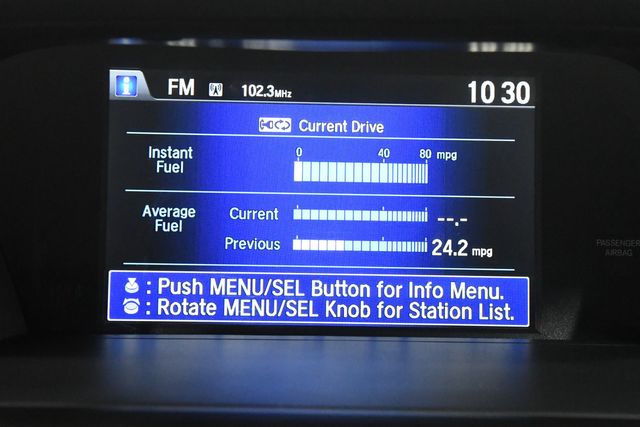 i FM 102.3MHz 10 30
Current Drive
Instant
Fuel
0 40 80 mpg
Average
Fuel
Current --.-
Previous 24.2 mpg
: Push MENU/SEL Button for Info Menu.
: Rotate MENU/SEL Knob for Station List.
PASSENGER
AIRBAG